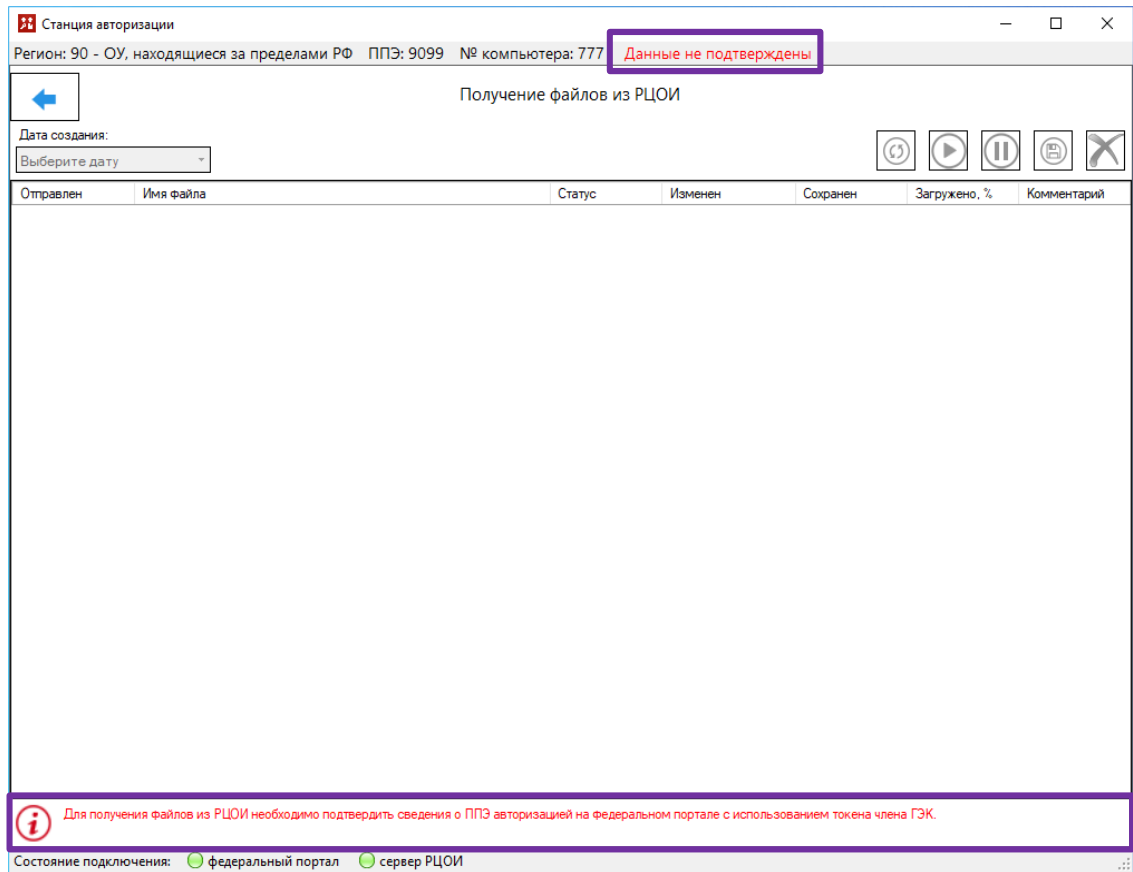 Станция авторизации
Регион: 90 - ОУ, находящиеся за пределами РФ ППЭ: 9099 № компьютера: 777 Данные не подтверждены
Получение файлов из РЦОИ
Дата создания:
Выберите дату
Отправлен Имя файла Статус Изменен Сохранен Загружено, % Комментарий
Для получения файлов из РЦОИ необходимо подтвердить сведения о ППЭ авторизацией на Федеральном портале с использованием токена члена ГЭК.
Состояние подключения: федеральный портал сервер РЦОИ